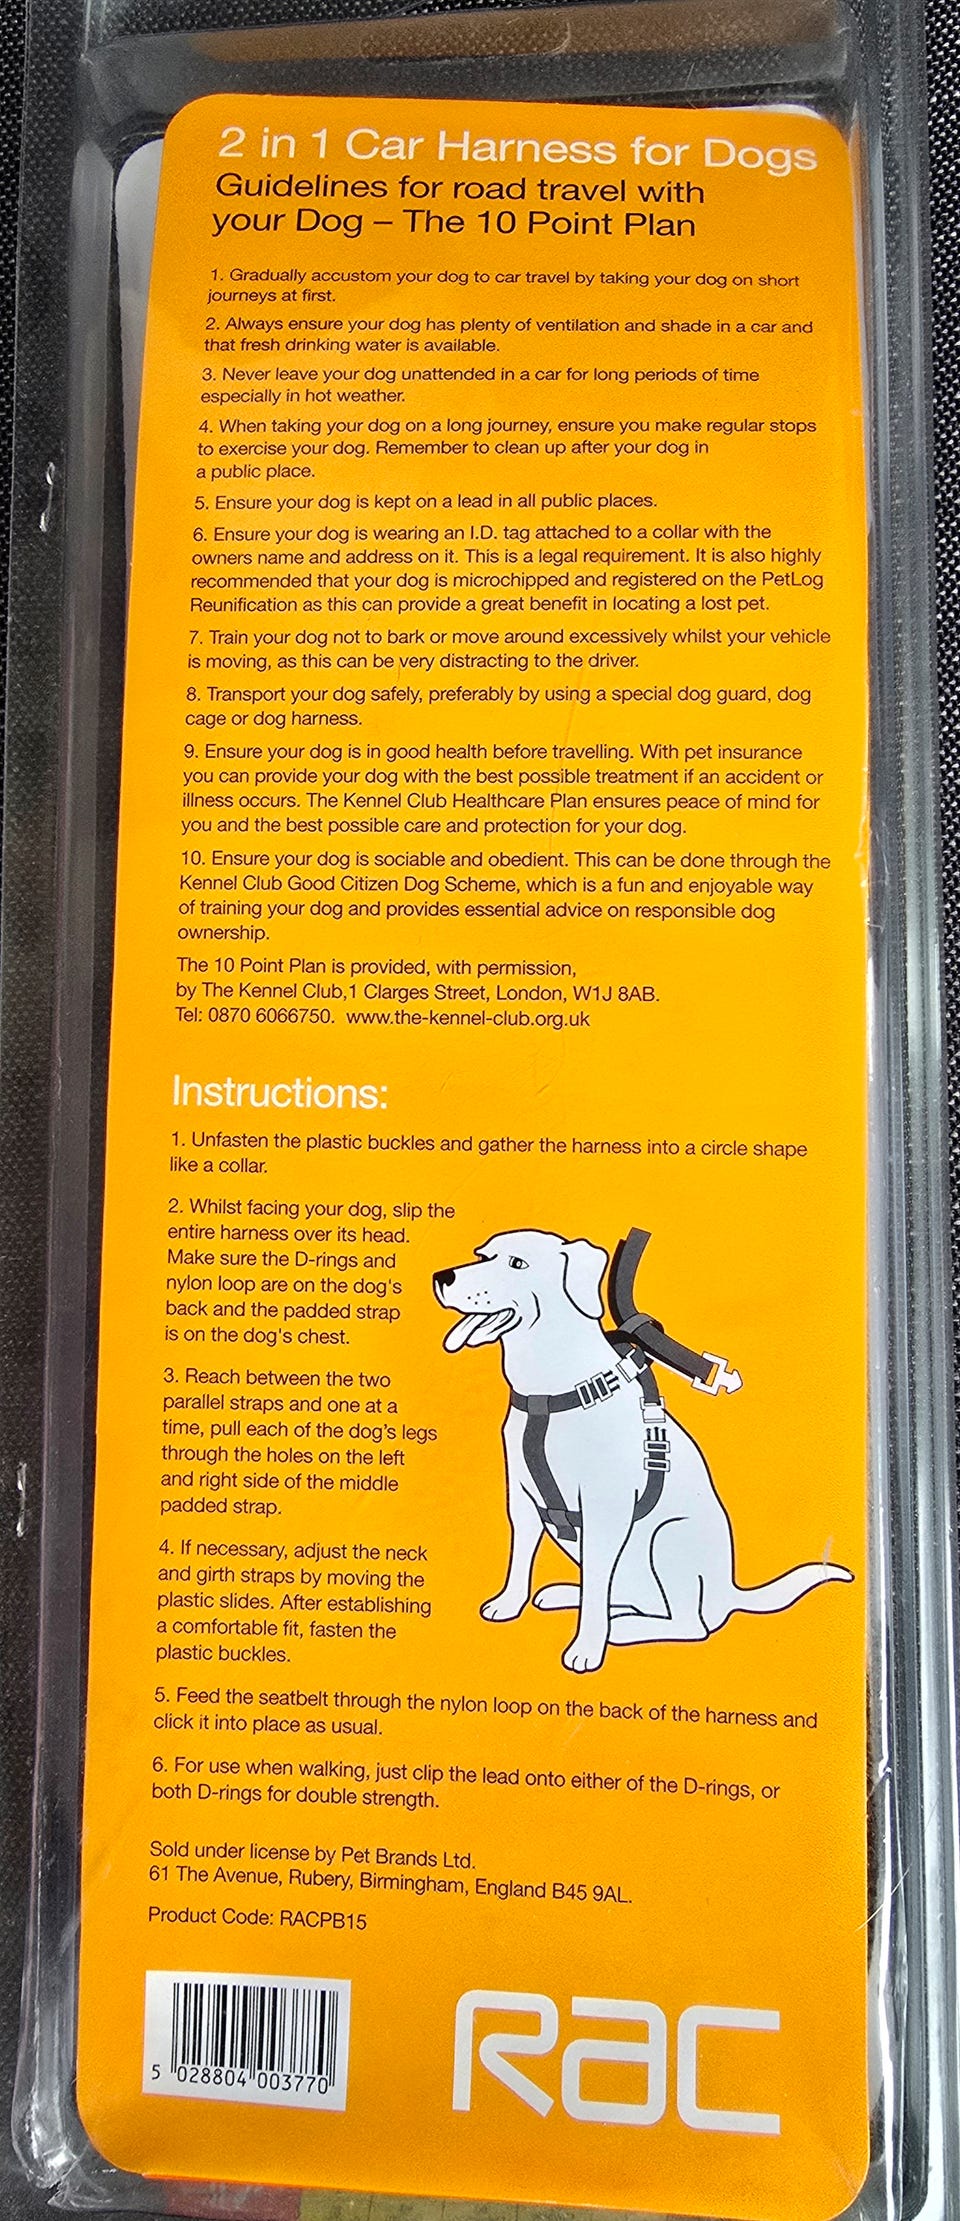 2 in 1 Car Harness for Dogs
Guidelines for road travel with
your Dog – The 10 Point Plan
1. Gradually accustom your dog to car travel by taking your dog on short
journeys at first.
2. Always ensure your dog has plenty of ventilation and shade in a car and
that fresh drinking water is available.
3. Never leave your dog unattended in a car for long periods of time
especially in hot weather.
4. When taking your dog on a long journey, ensure you make regular stops
to exercise your dog. Remember to clean up after your dog in
a public place.
5. Ensure your dog is kept on a lead in all public places.
6. Ensure your dog is wearing an I.D. tag attached to a collar with the
owners name and address on it. This is a legal requirement. It is also highly
recommended that your dog is microchipped and registered on the PetLog
Reunification as this can provide a great benefit in locating a lost pet.
7. Train your dog not to bark or move around excessively whilst your vehicle
is moving, as this can be very distracting to the driver.
8. Transport your dog safely, preferably by using a special dog guard, dog
cage or dog harness.
9. Ensure your dog is in good health before travelling. With pet insurance
you can provide your dog with the best possible treatment if an accident or
illness occurs. The Kennel Club Healthcare Plan ensures peace of mind for
you and the best possible care and protection for your dog.
10. Ensure your dog is sociable and obedient. This can be done through the
Kennel Club Good Citizen Dog Scheme, which is a fun and enjoyable way
of training your dog and provides essential advice on responsible dog
ownership.
The 10 Point Plan is provided, with permission,
by The Kennel Club,1 Clarges Street, London, W1J 8AB.
Tel: 0870 6066750. www.the-kennel-club.org.uk
Instructions:
1. Unfasten the plastic buckles and gather the harness into a circle shape
like a collar.
2. Whilst facing your dog, slip the
entire harness over its head.
Make sure the D-rings and
nylon loop are on the dog's
back and the padded strap
is on the dog's chest.
3. Reach between the two
parallel straps and one at a
time, pull each of the dog's legs
through the holes on the left
and right side of the middle
padded strap.
4. If necessary, adjust the neck
and girth straps by moving the
plastic slides. After establishing
a comfortable fit, fasten the
plastic buckles.
5. Feed the seatbelt through the nylon loop on the back of the harness and
click it into place as usual.
6. For use when walking, just clip the lead onto either of the D-rings, or
both D-rings for double strength.
Sold under license by Pet Brands Ltd.
61 The Avenue, Rubery, Birmingham, England B45 9AL.
Product Code: RACPB15
5 028804 003770
RAC